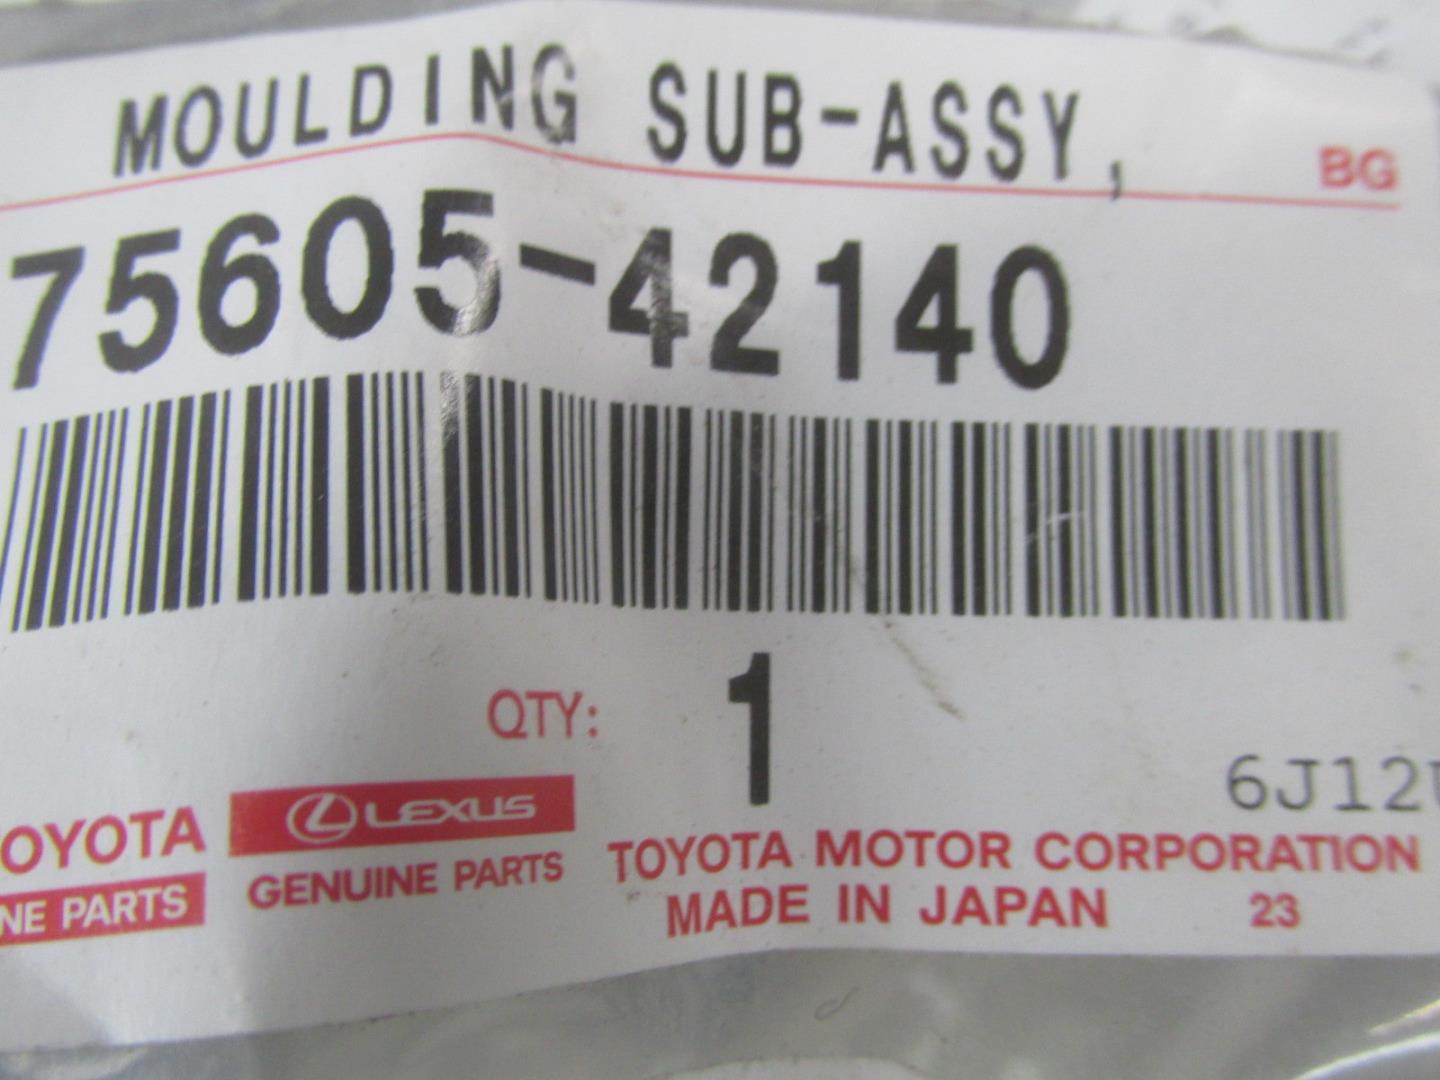 MOULDING SUB-ASSY,
BG
75605-42140
QTY: 1
6J12
OYOTA
NE PARTS
LEXUS
GENUINE PARTS
TOYOTA MOTOR CORPORATION
MADE IN JAPAN 23